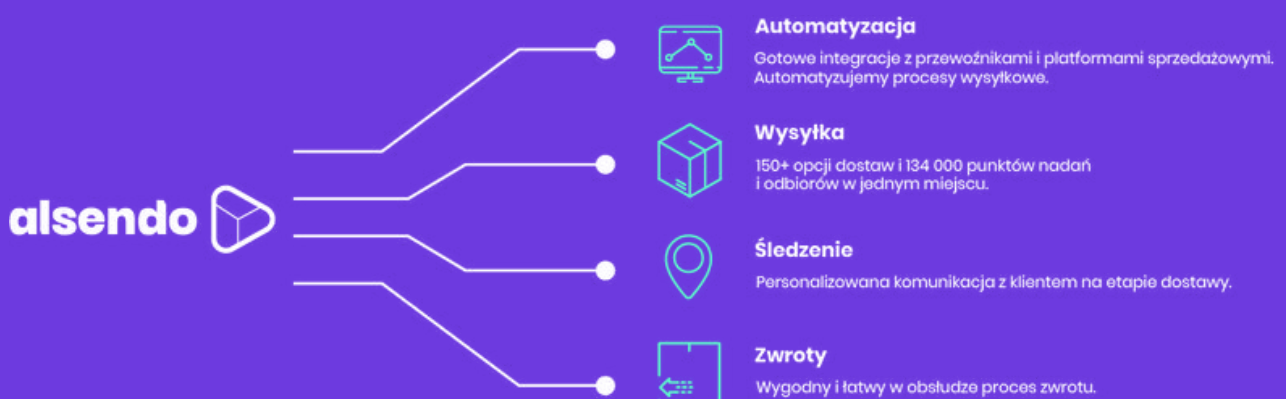 alsendo
Automatyzacja
Gotowe integracje z przewoźnikami i platformami sprzedażowymi.
Automatyzujemy procesy wysyłkowe.
Wysyłka
150+ opcji dostaw i 134 000 punktów nadań
i odbiorów w jednym miejscu.
Śledzenie
Personalizowana komunikacja z klientem na etapie dostawy.
Zwroty
Wygodny i łatwy w obsłudze proces zwrotu.